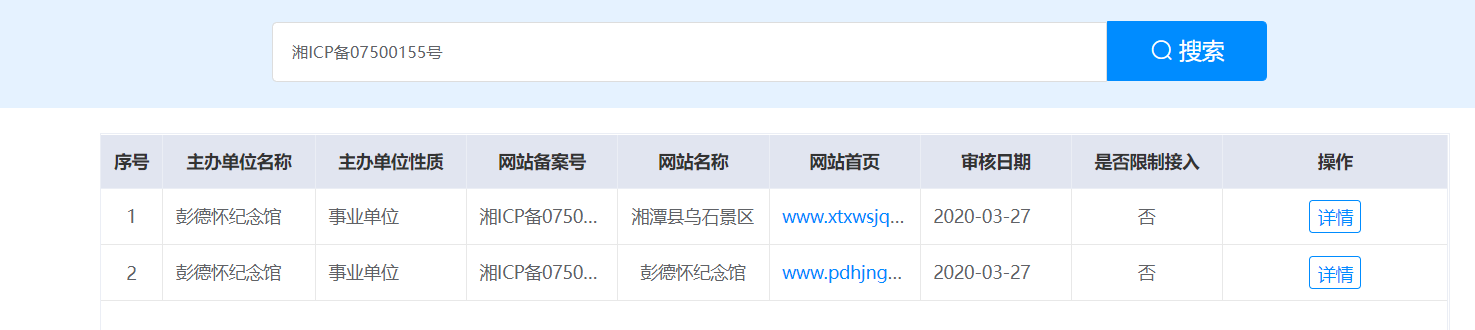 湘ICP备07500155号
搜索
序号 主办单位名称 主办单位性质 网站备案号 网站名称 网站首页 审核日期 是否限制接入 操作
1 彭德怀纪念馆 事业单位 湘ICP备0750... 湘潭县乌石景区 www.xtxwsjq... 2020-03-27 否 详情
2 彭德怀纪念馆 事业单位 湘ICP备0750... 彭德怀纪念馆 www.pdhjng... 2020-03-27 否 详情